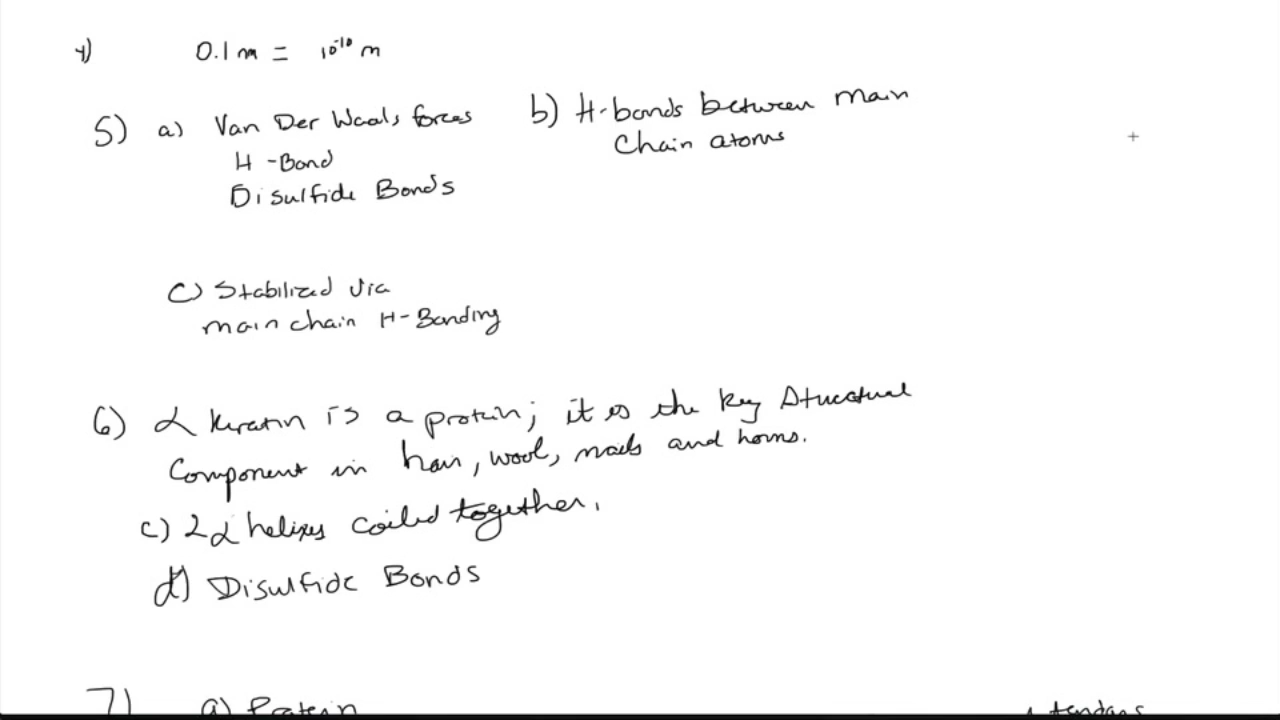 4) 0.1 m = 10⁻¹⁰ m
5) a) Van Der Waals forces
H-Bond
Disulfide Bonds
b) H-bonds between main
Chain atoms
c) Stabilized via
main chain H-Bonding
6) α Keratin is a protein; it is the key Structural
Component in hair, wool, nails and horns.
c) 2 α helixes coiled together.
d) Disulfide Bonds
7) a) Protein
tendons